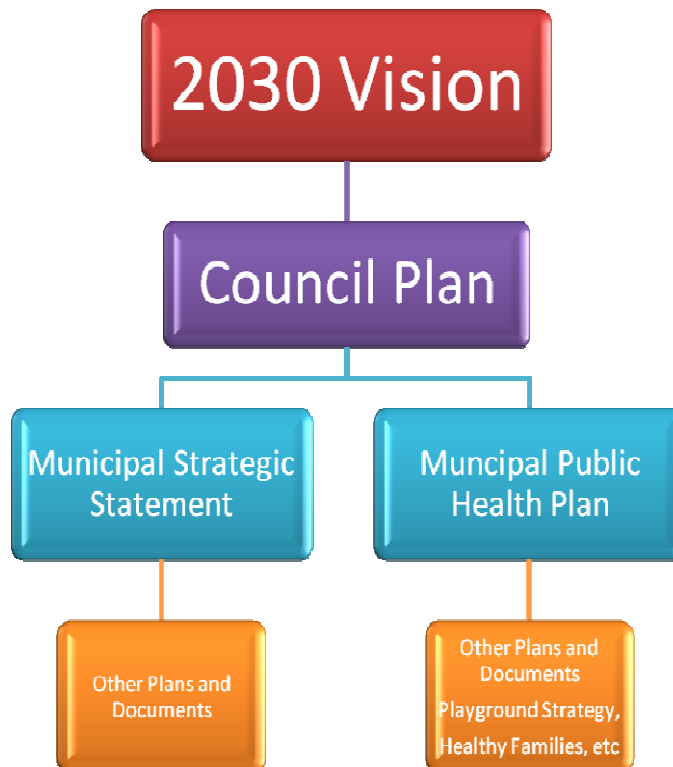 2030 Vision
Council Plan
Municipal Strategic
Statement
Muncipal Public
Health Plan
Other Plans and
Documents
Other Plans and
Documents
Playground Strategy,
Healthy Families, etc